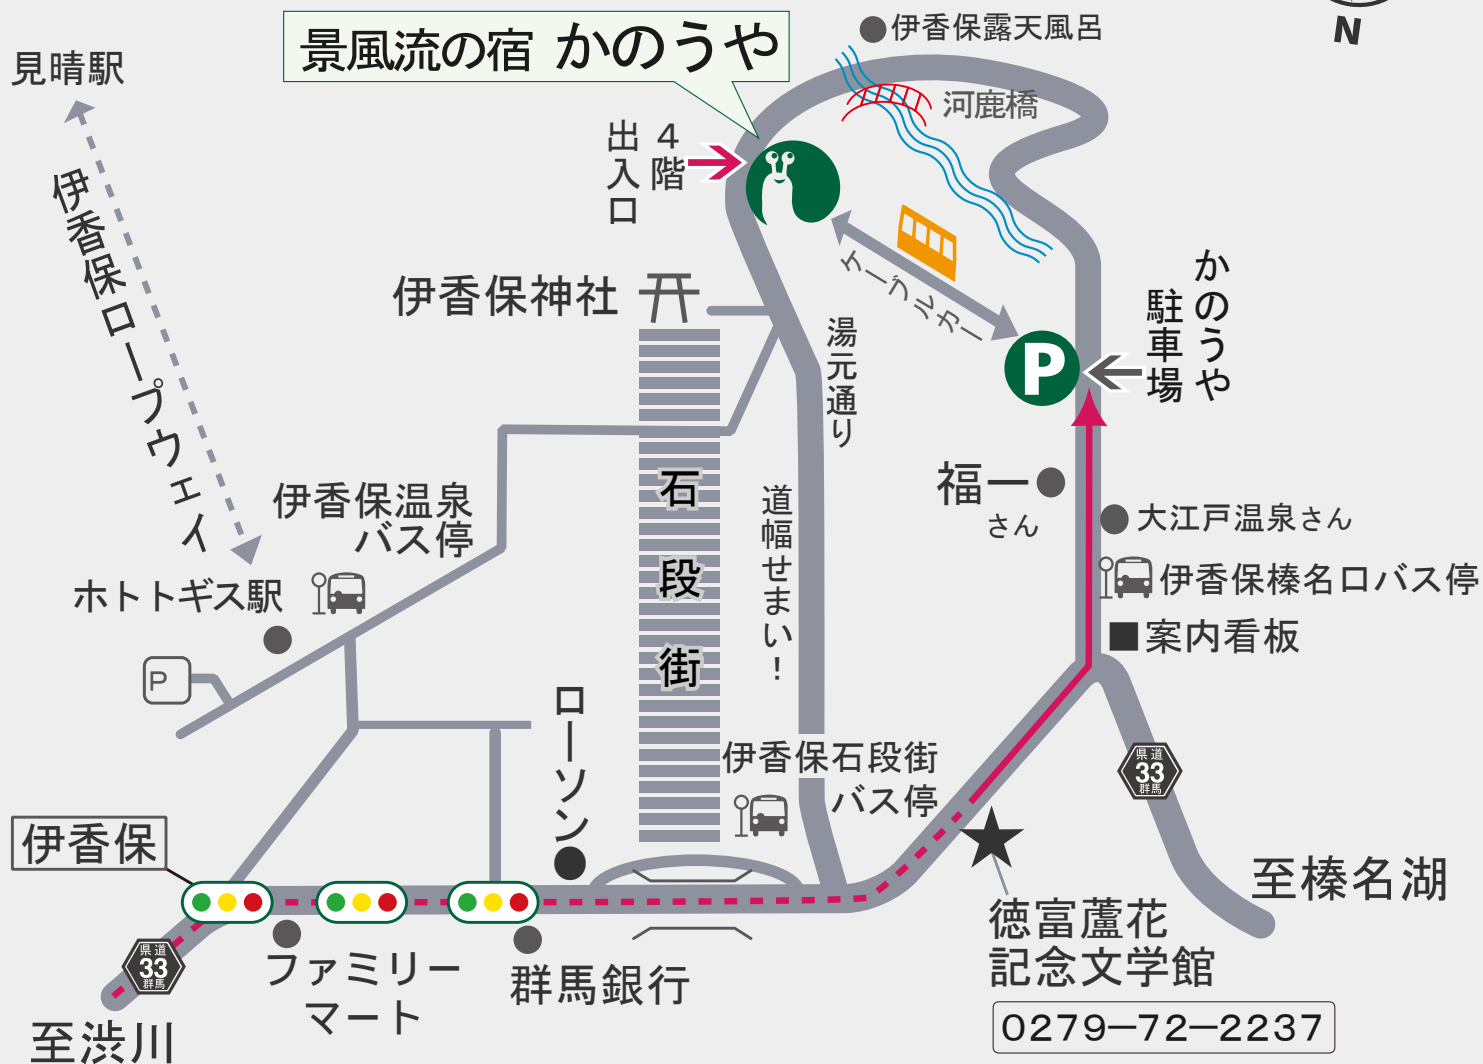 N
伊香保露天風呂
景風流の宿 かのうや
見晴駅
河鹿橋
4階
出入口
伊香保ロープウェイ
ケーブルカー
かのうや
駐車場
伊香保神社
湯元通り
P
石段街
道幅せまい！
福一
さん
大江戸温泉さん
伊香保温泉
バス停
伊香保榛名口バス停
ホトトギス駅
案内看板
P
ローソン
伊香保石段街
バス停
県道
33
群馬
伊香保
至榛名湖
徳冨蘆花
記念文学館
0279−72−2237
県道
33
群馬
ファミリー
マート
群馬銀行
至渋川